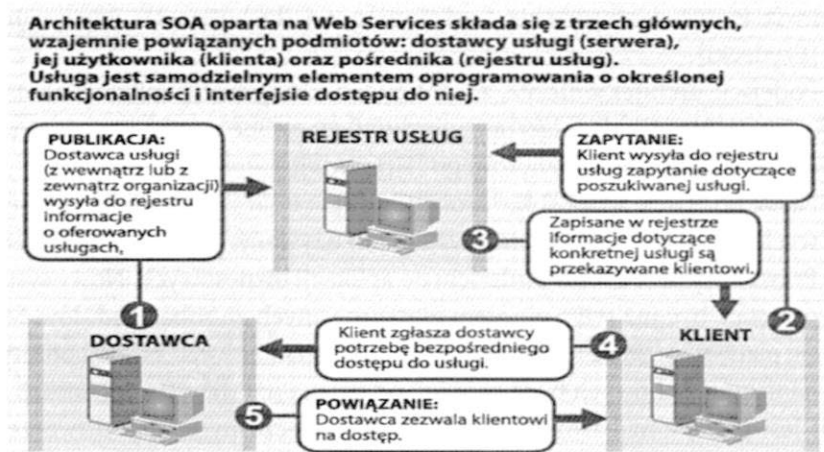 Architektura SOA oparta na Web Services składa się z trzech głównych,
wzajemnie powiązanych podmiotów: dostawcy usługi (serwera),
jej użytkownika (klienta) oraz pośrednika (rejestru usług).
Usługa jest samodzielnym elementem oprogramowania o określonej
funkcjonalności i interfejsie dostępu do niej.
PUBLIKACJA:
Dostawca usługi
(z wewnątrz lub z
zewnątrz organizacji)
wysyła do rejestru
informacje
o oferowanych
usługach,
REJESTR USŁUG
ZAPYTANIE:
Klient wysyła do rejestru
usług zapytanie dotyczące
poszukiwanej usługi.
3
Zapisane w rejestrze
iformacje dotyczące
konkretnej usługi są
przekazywane klientowi.
1
2
DOSTAWCA
Klient zgłasza dostawcy
potrzebę bezpośredniego
dostępu do usługi.
4
KLIENT
5
POWIĄZANIE:
Dostawca zezwala klientowi
na dostęp.